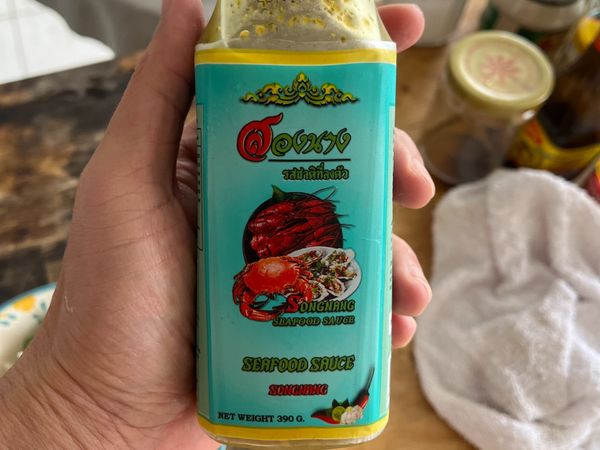 สองนาง
รสชาติที่ลงตัว
SONGNANG
SEAFOOD SAUCE
SEAFOOD SAUCE
SONGNANG
NET WEIGHT 390 G.